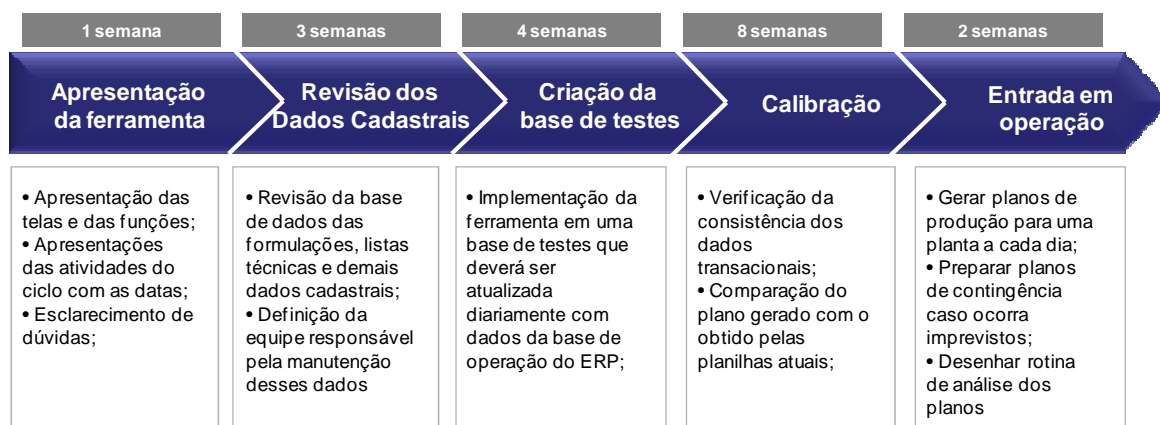 1 semana
3 semanas
4 semanas
8 semanas
2 semanas
Apresentação
da ferramenta
Revisão dos
Dados Cadastrais
Criação da
base de testes
Calibração
Entrada em
operação
• Apresentação das
telas e das funções;
• Apresentações
das atividades do
ciclo com as datas;
• Esclarecimento de
dúvidas;
• Revisão da base
de dados das
formulações, listas
técnicas e demais
dados cadastrais;
• Definição da
equipe responsável
pela manutenção
desses dados
• Implementação da
ferramenta em uma
base de testes que
deverá ser
atualizada
diariamente com
dados da base de
operação do ERP;
• Verificação da
consistência dos
dados
transacionais;
• Comparação do
plano gerado com o
obtido pelas
planilhas atuais;
• Gerar planos de
produção para uma
planta a cada dia;
• Preparar planos
de contingência
caso ocorra
imprevistos;
• Desenhar rotina
de análise dos
planos